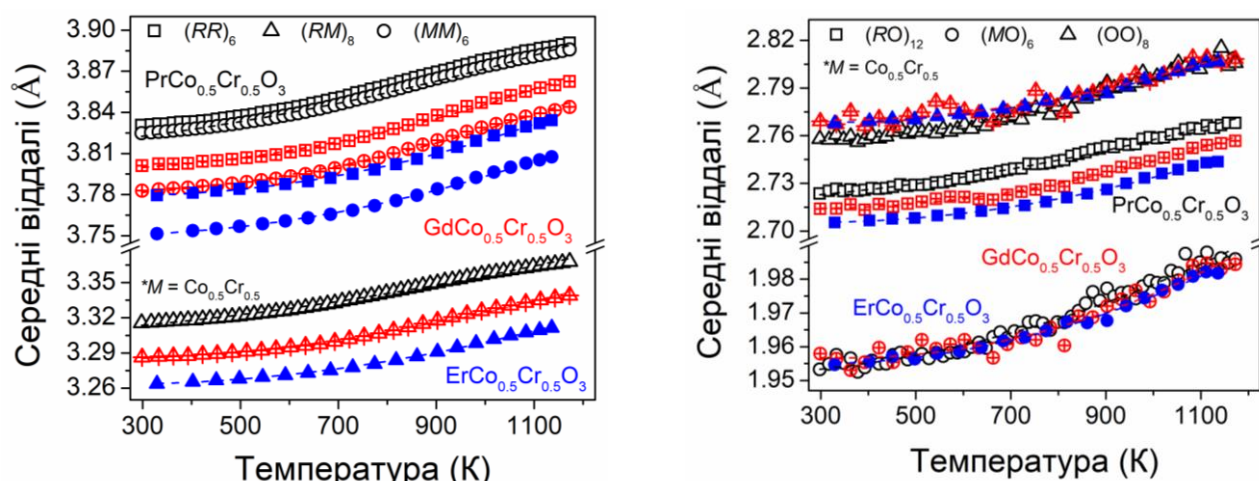 (RR)₆ (RM)₈ (MM)₆
PrCo₀.₅Cr₀.₅O₃
GdCo₀.₅Cr₀.₅O₃
*M = Co₀.₅Cr₀.₅
ErCo₀.₅Cr₀.₅O₃
3.90
3.87
3.84
3.81
3.78
3.75
3.35
3.32
3.29
3.26
Середні віддалі (Å)
300 500 700 900 1100
Температура (К)
(RO)₁₂ (MO)₆ (OO)₈
*M = Co₀.₅Cr₀.₅
PrCo₀.₅Cr₀.₅O₃
GdCo₀.₅Cr₀.₅O₃
ErCo₀.₅Cr₀.₅O₃
2.82
2.79
2.76
2.73
2.70
1.98
1.97
1.96
1.95
Середні віддалі (Å)
300 500 700 900 1100
Температура (К)